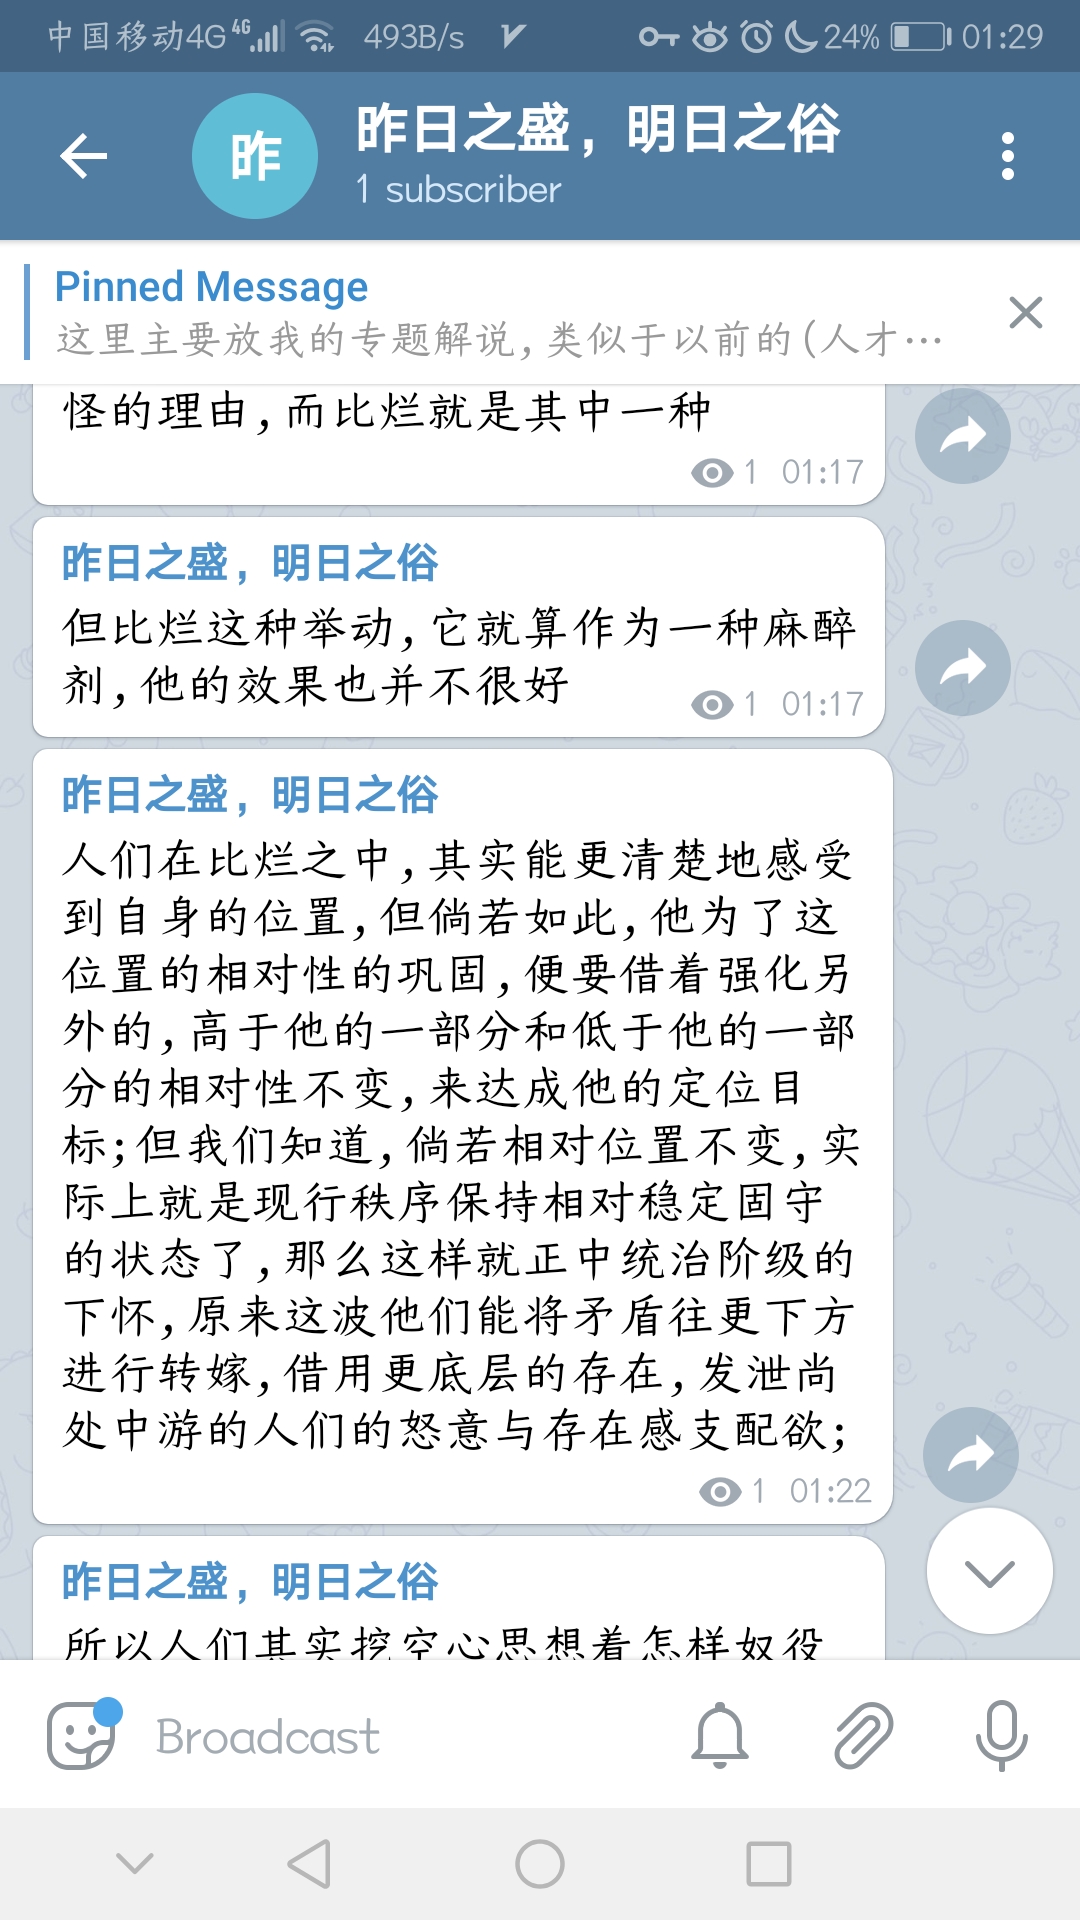 中国移动4G 4G 493B/s 24% 01:29
昨
昨日之盛，明日之俗
1 subscriber
Pinned Message
这里主要放我的专题解说，类似于以前的(人才…
怪的理由，而比烂就是其中一种
1 01:17
昨日之盛，明日之俗
但比烂这种举动，它就算作为一种麻醉
剂，他的效果也并不很好
1 01:17
昨日之盛，明日之俗
人们在比烂之中，其实能更清楚地感受
到自身的位置，但倘若如此，他为了这
位置的相对性的巩固，便要借着强化另
外的，高于他的一部分和低于他的一部
分的相对性不变，来达成他的定位目
标；但我们知道，倘若相对位置不变，实
际上就是现行秩序保持相对稳定固守
的状态了，那么这样就正中统治阶级的
下怀，原来这波他们能将矛盾往更下方
进行转嫁，借用更底层的存在，发泄尚
处中游的人们的怒意与存在感支配欲；
1 01:22
昨日之盛，明日之俗
所以人们其实挖空心思想着怎样奴役
Broadcast